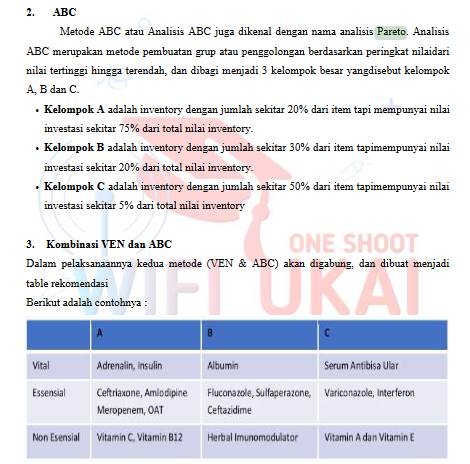 2. ABC
Metode ABC atau Analisis ABC juga dikenal dengan nama analisis Pareto. Analisis
ABC merupakan metode pembuatan grup atau penggolongan berdasarkan peringkat nilaidari
nilai tertinggi hingga terendah, dan dibagi menjadi 3 kelompok besar yangdisebut kelompok
A, B dan C.
• Kelompok A adalah inventory dengan jumlah sekitar 20% dari item tapi mempunyai nilai
investasi sekitar 75% dari total nilai inventory.
• Kelompok B adalah inventory dengan jumlah sekitar 30% dari item tapimempunyai nilai
investasi sekitar 20% dari total nilai inventory.
• Kelompok C adalah inventory dengan jumlah sekitar 50% dari item tapimempunyai nilai
investasi sekitar 5% dari total nilai inventory
3. Kombinasi VEN dan ABC
ONE SHOOT
Dalam pelaksanaannya kedua metode (VEN & ABC) akan digabung, dan dibuat menjadi
table rekomendasi
WIFI UKAI
Berikut adalah contohnya :
A B C
Vital Adrenalin, Insulin Albumin Serum Antibisa Ular
Essensial Ceftriaxone, Amlodipine Fluconazole, Sulfaperazone, Variconazole, Interferon
Meropenem, OAT Ceftazidime
Non Esensial Vitamin C, Vitamin B12 Herbal Imunomodulator Vitamin A dan Vitamin E